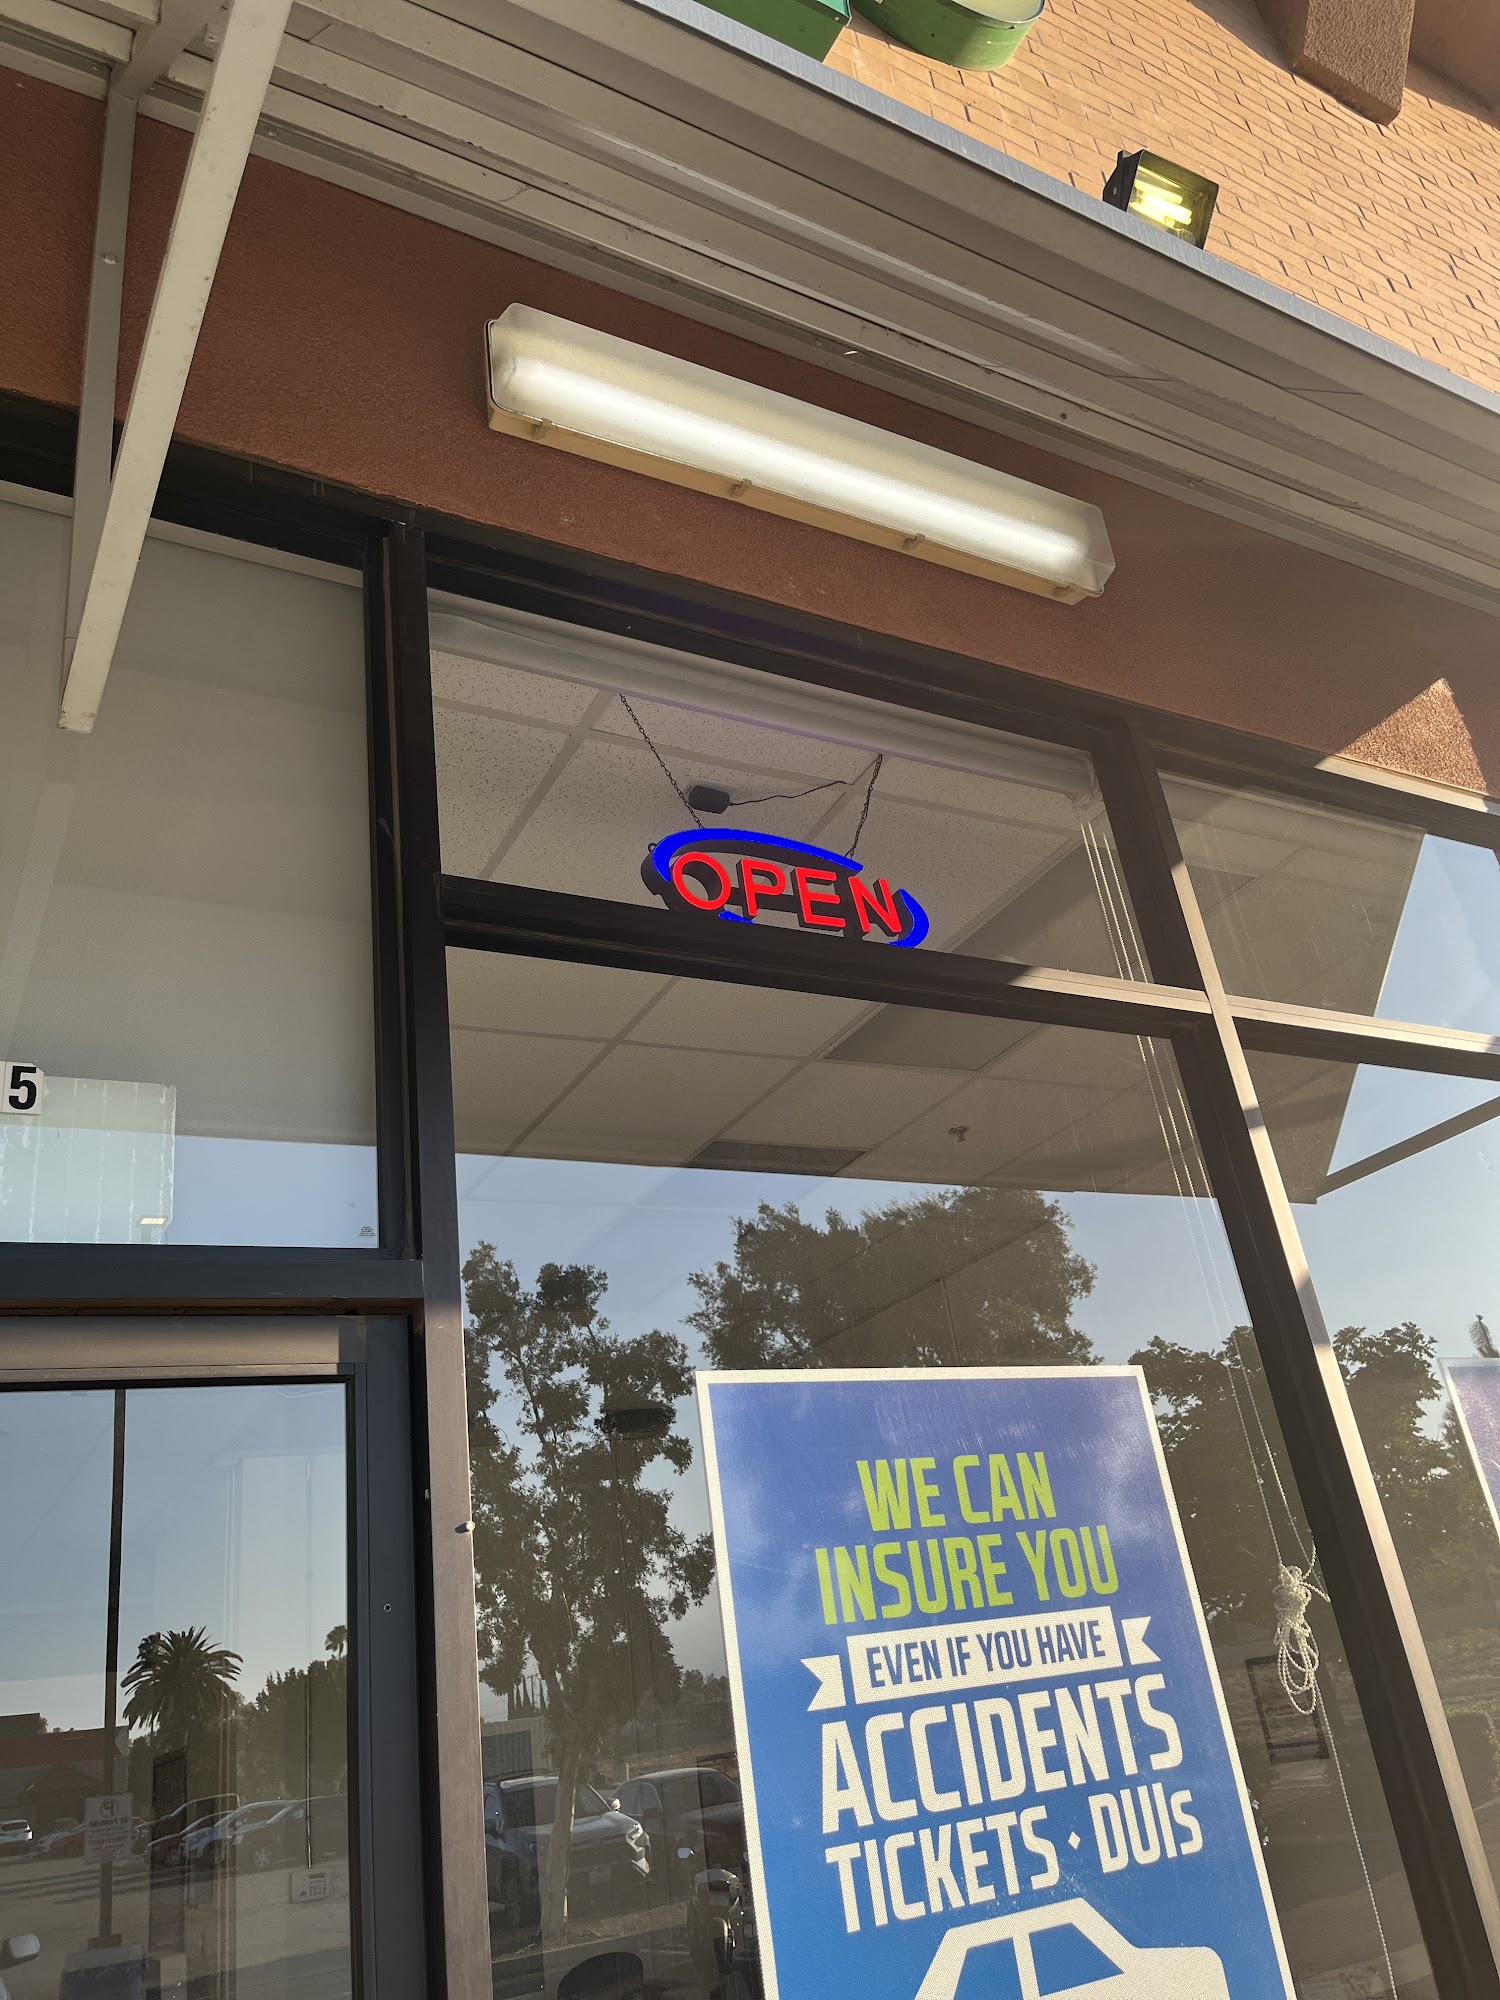 OPEN
5
WE CAN
INSURE YOU
EVEN IF YOU HAVE
ACCIDENTS
TICKETS · DUIs